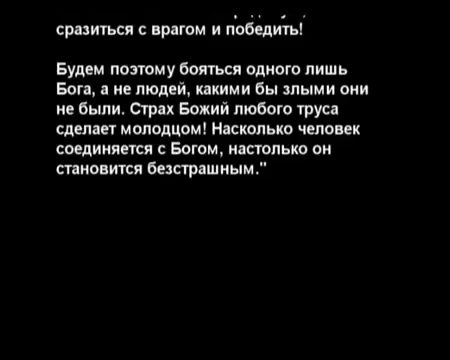 сразиться с врагом и победить!
Будем поэтому бояться одного лишь
Бога, а не людей, какими бы злыми они
не были. Страх Божий любого труса
сделает молодцом! Насколько человек
соединяется с Богом, настолько он
становится безстрашным."